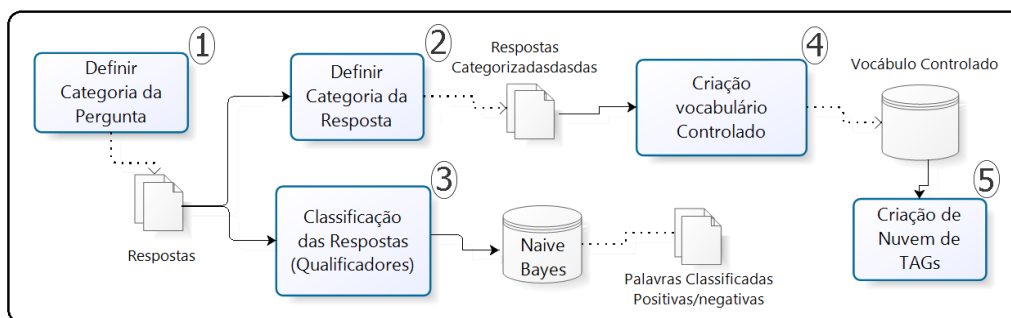 1
Definir
Categoria da
Pergunta
Respostas
2
Definir
Categoria da
Resposta
Respostas
Categorizadasdasdas
3
Classificação
das Respostas
(Qualificadores)
Naive
Bayes
Palavras Classificadas
Positivas/negativas
4
Criação
vocabulário
Controlado
Vocábulo Controlado
5
Criação de
Nuvem de
TAGs